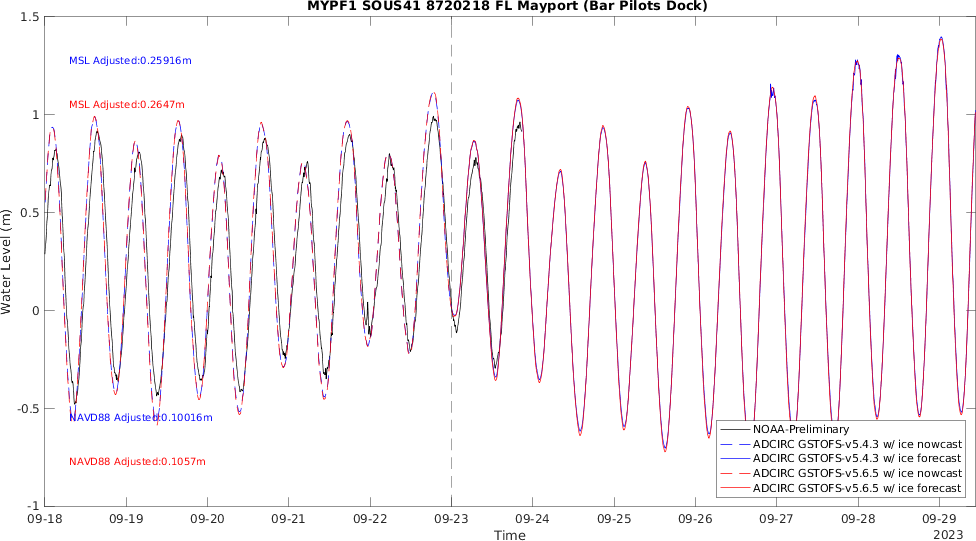 MYPF1 SOUS41 8720218 FL Mayport (Bar Pilots Dock)
1.5
1
0.5
0
-0.5
-1
Water Level (m)
MSL Adjusted:0.25916m
MSL Adjusted:0.2647m
NAVD88 Adjusted:0.10016m
NAVD88 Adjusted:0.1057m
NOAA-Preliminary
ADCIRC GSTOFS-v5.4.3 w/ ice nowcast
ADCIRC GSTOFS-v5.4.3 w/ ice forecast
ADCIRC GSTOFS-v5.6.5 w/ ice nowcast
ADCIRC GSTOFS-v5.6.5 w/ ice forecast
09-18 09-19 09-20 09-21 09-22 09-23 09-24 09-25 09-26 09-27 09-28 09-29
Time
2023